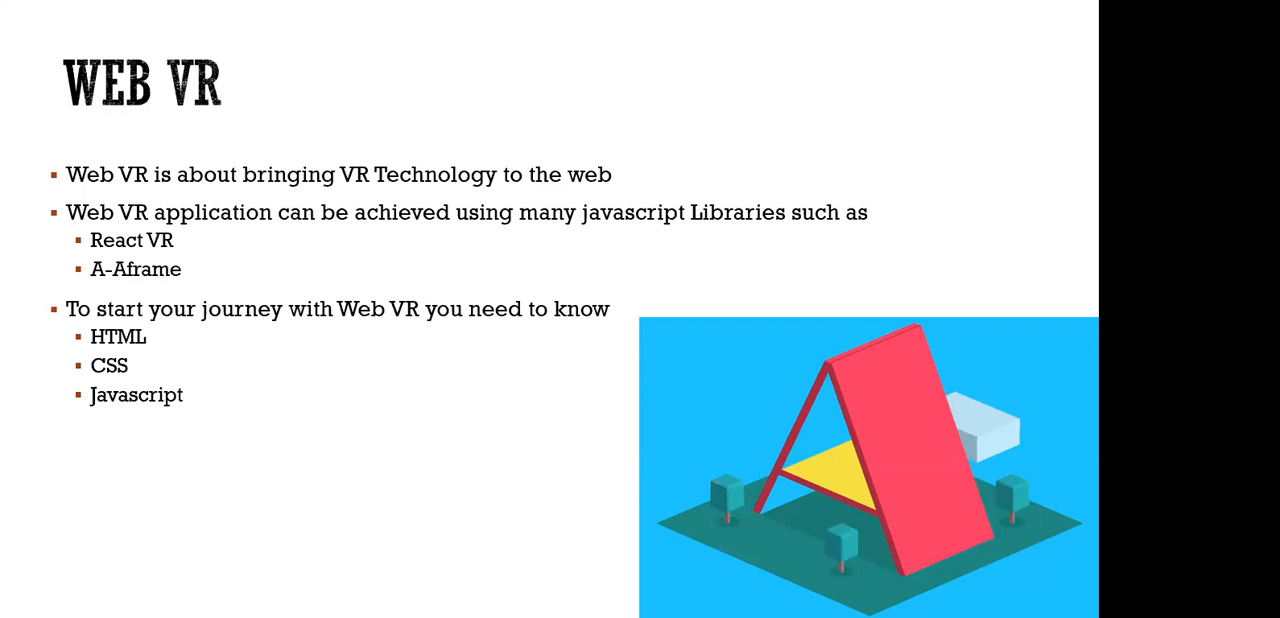 WEB VR
Web VR is about bringing VR Technology to the web
Web VR application can be achieved using many javascript Libraries such as
React VR
A-Aframe
To start your journey with Web VR you need to know
HTML
CSS
Javascript